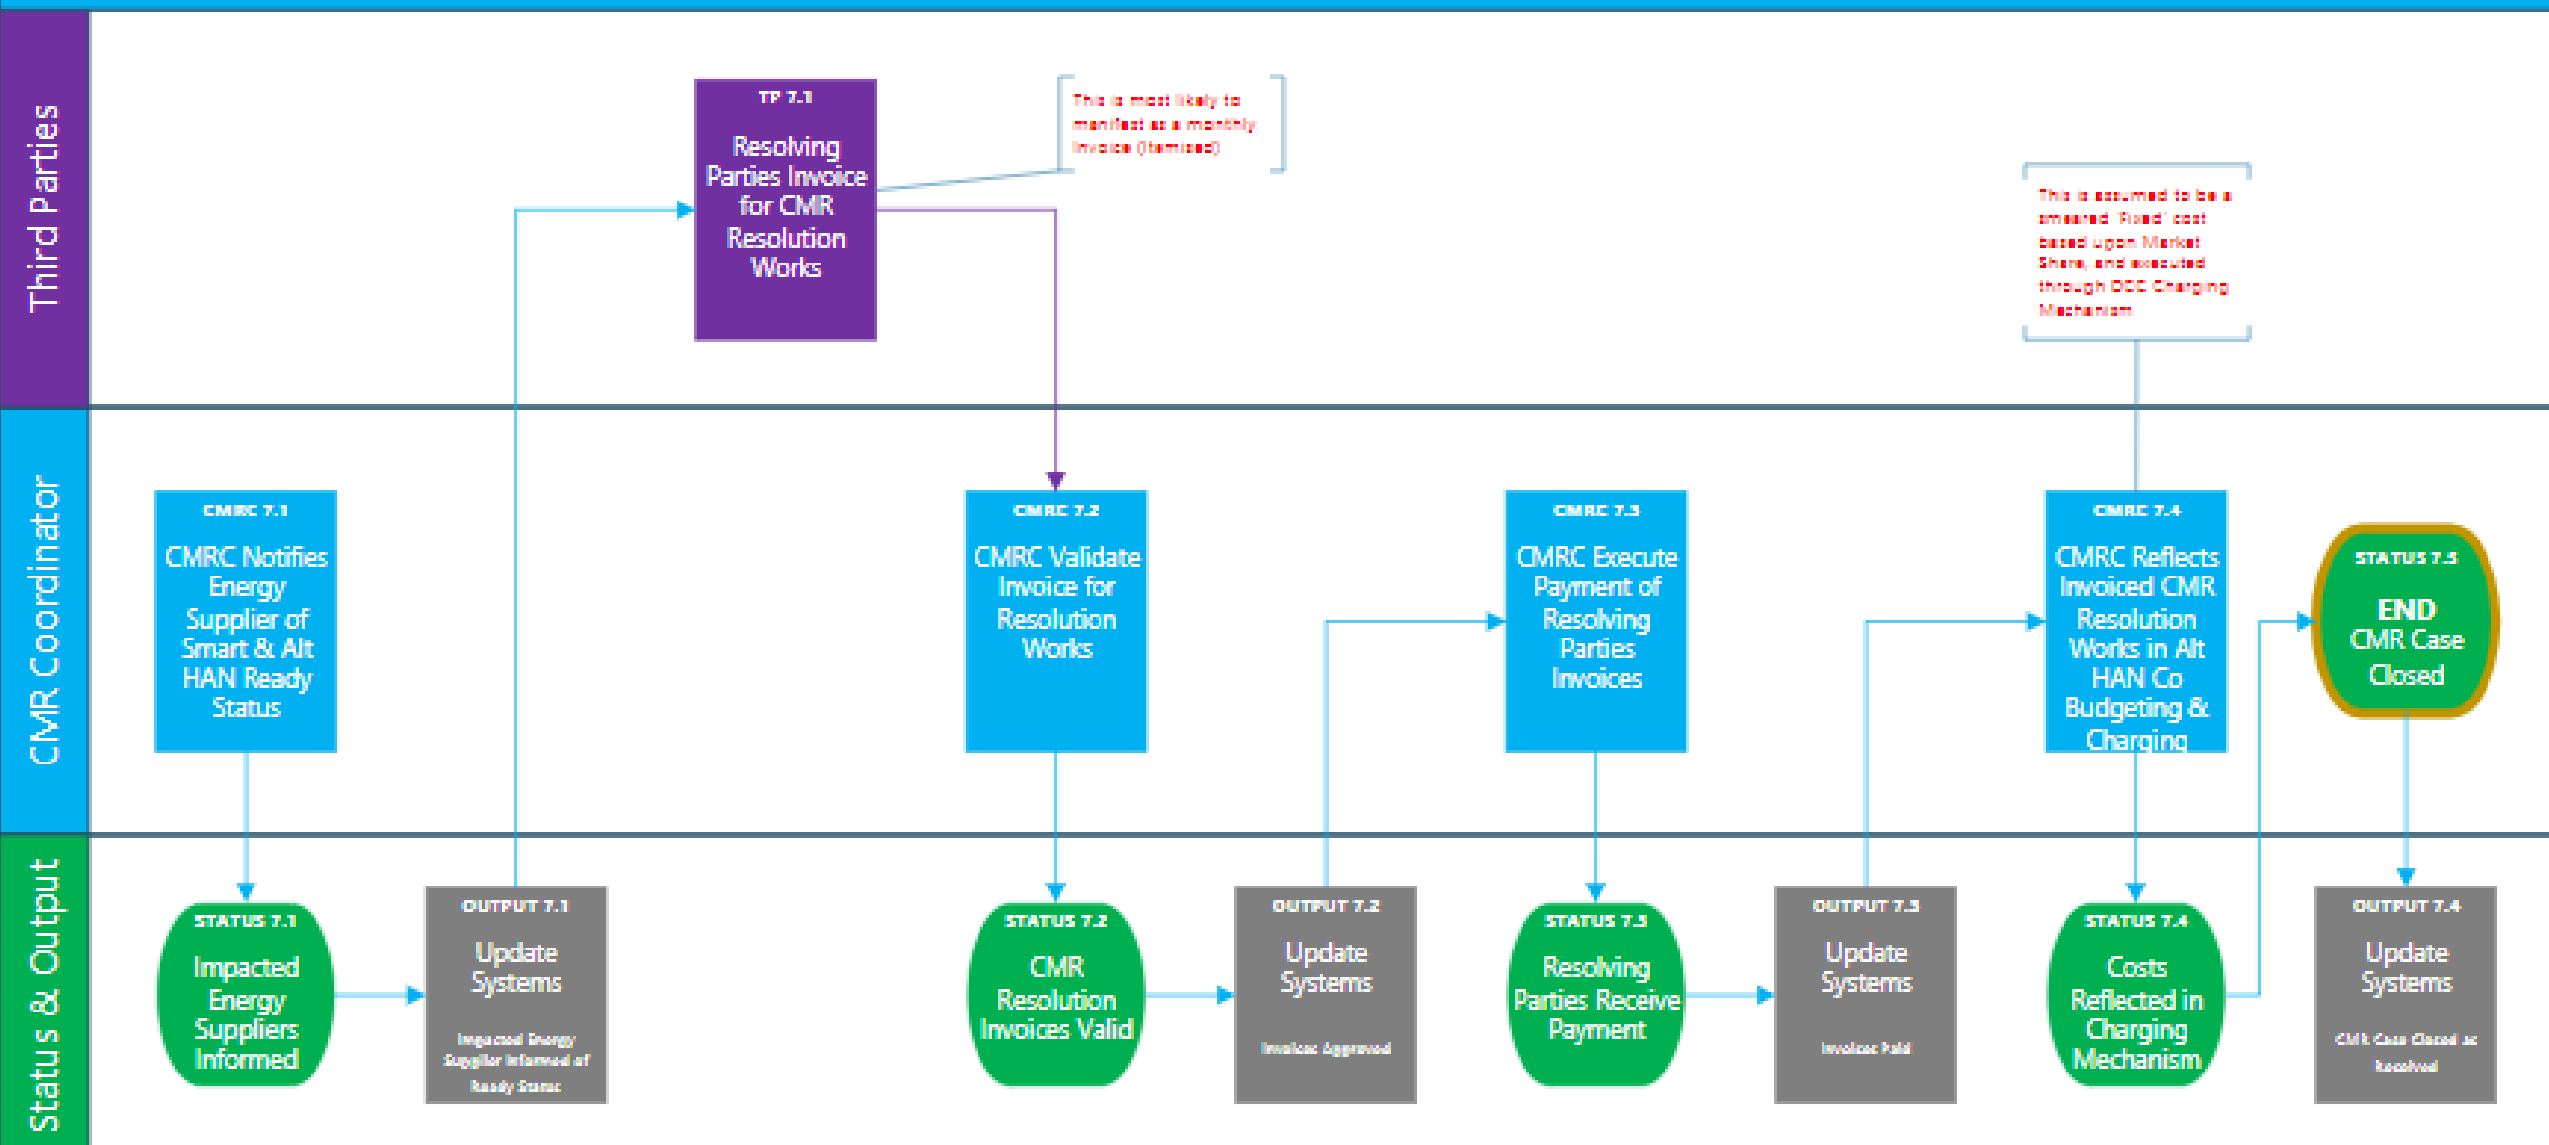 Third Parties
TP 7.1
Resolving
Parties Invoice
for CMR
Resolution
Works
This is most likely to
manifest as a monthly
invoice (itemised)
This is assumed to be a
smeared 'Fixed' cost
based upon Market
Share, and executed
through DCC Charging
Mechanism
CMR Coordinator
CMRC 7.1
CMRC Notifies
Energy
Supplier of
Smart & Alt
HAN Ready
Status
CMRC 7.2
CMRC Validate
Invoice for
Resolution
Works
CMRC 7.3
CMRC Execute
Payment of
Resolving
Parties
Invoices
CMRC 7.4
CMRC Reflects
Invoiced CMR
Resolution
Works in Alt
HAN Co
Budgeting &
Charging
STATUS 7.5
END
CMR Case
Closed
Status & Output
STATUS 7.1
Impacted
Energy
Suppliers
Informed
OUTPUT 7.1
Update
Systems
Impacted Energy
Supplier Informed of
Ready Status
STATUS 7.2
CMR
Resolution
Invoices Valid
OUTPUT 7.2
Update
Systems
Invoices Approved
STATUS 7.3
Resolving
Parties Receive
Payment
OUTPUT 7.3
Update
Systems
Invoices Paid
STATUS 7.4
Costs
Reflected in
Charging
Mechanism
OUTPUT 7.4
Update
Systems
CMR Case Closed as
Resolved